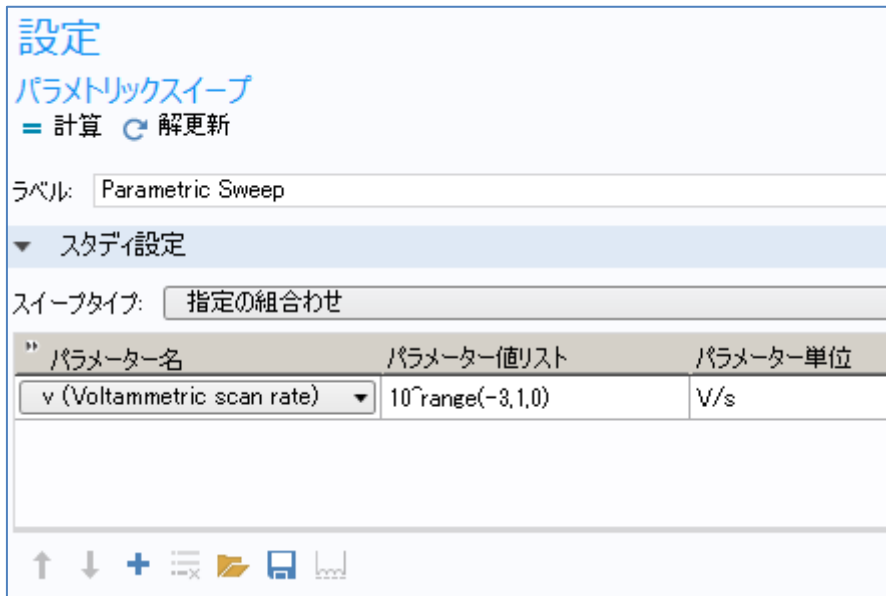 設定
パラメトリックスイープ
= 計算 解更新
ラベル: Parametric Sweep
スタディ設定
スイープタイプ: 指定の組合わせ
パラメーター名 パラメーター値リスト パラメーター単位
v (Voltammetric scan rate) 10^range(-3,1,0) V/s